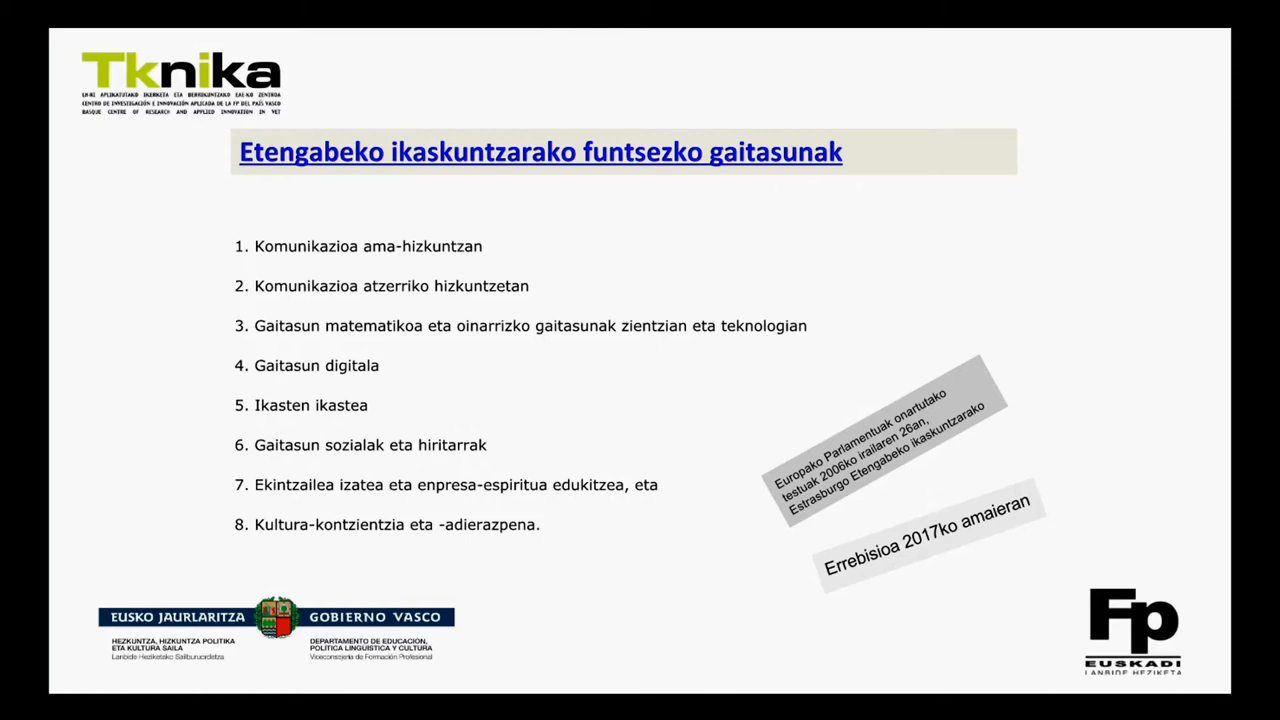 Tknika
LH-KO APLIKATUTAKO IKERKETA ETA BERRIKUNTZAKO EAE-KO ZENTROA
CENTRO DE INVESTIGACIÓN E INNOVACIÓN APLICADA DE LA FP DEL PAÍS VASCO
BASQUE CENTRE OF RESEARCH AND APPLIED INNOVATION IN VET
Etengabeko ikaskuntzarako funtsezko gaitasunak
1. Komunikazioa ama-hizkuntzan
2. Komunikazioa atzerriko hizkuntzetan
3. Gaitasun matematikoa eta oinarrizko gaitasunak zientzian eta teknologian
4. Gaitasun digitala
5. Ikasten ikastea
6. Gaitasun sozialak eta hiritarrak
7. Ekintzailea izatea eta enpresa-espiritua edukitzea, eta
8. Kultura-kontzientzia eta -adierazpena.
Europako Parlamentuak onartutako
testuak 2006ko irailaren 26an,
Estrasburgo Etengabeko ikaskuntzarako
Errebisioa 2017ko amaieran
EUSKO JAURLARITZA
GOBIERNO VASCO
HEZKUNTZA, HIZKUNTZA POLITIKA
ETA KULTURA SAILA
Lanbide Heziketako Sailburuordetza
DEPARTAMENTO DE EDUCACIÓN,
POLÍTICA LINGÜÍSTICA Y CULTURA
Viceconsejería de Formación Profesional
Fp
EUSKADI
LANBIDE HEZIKETA